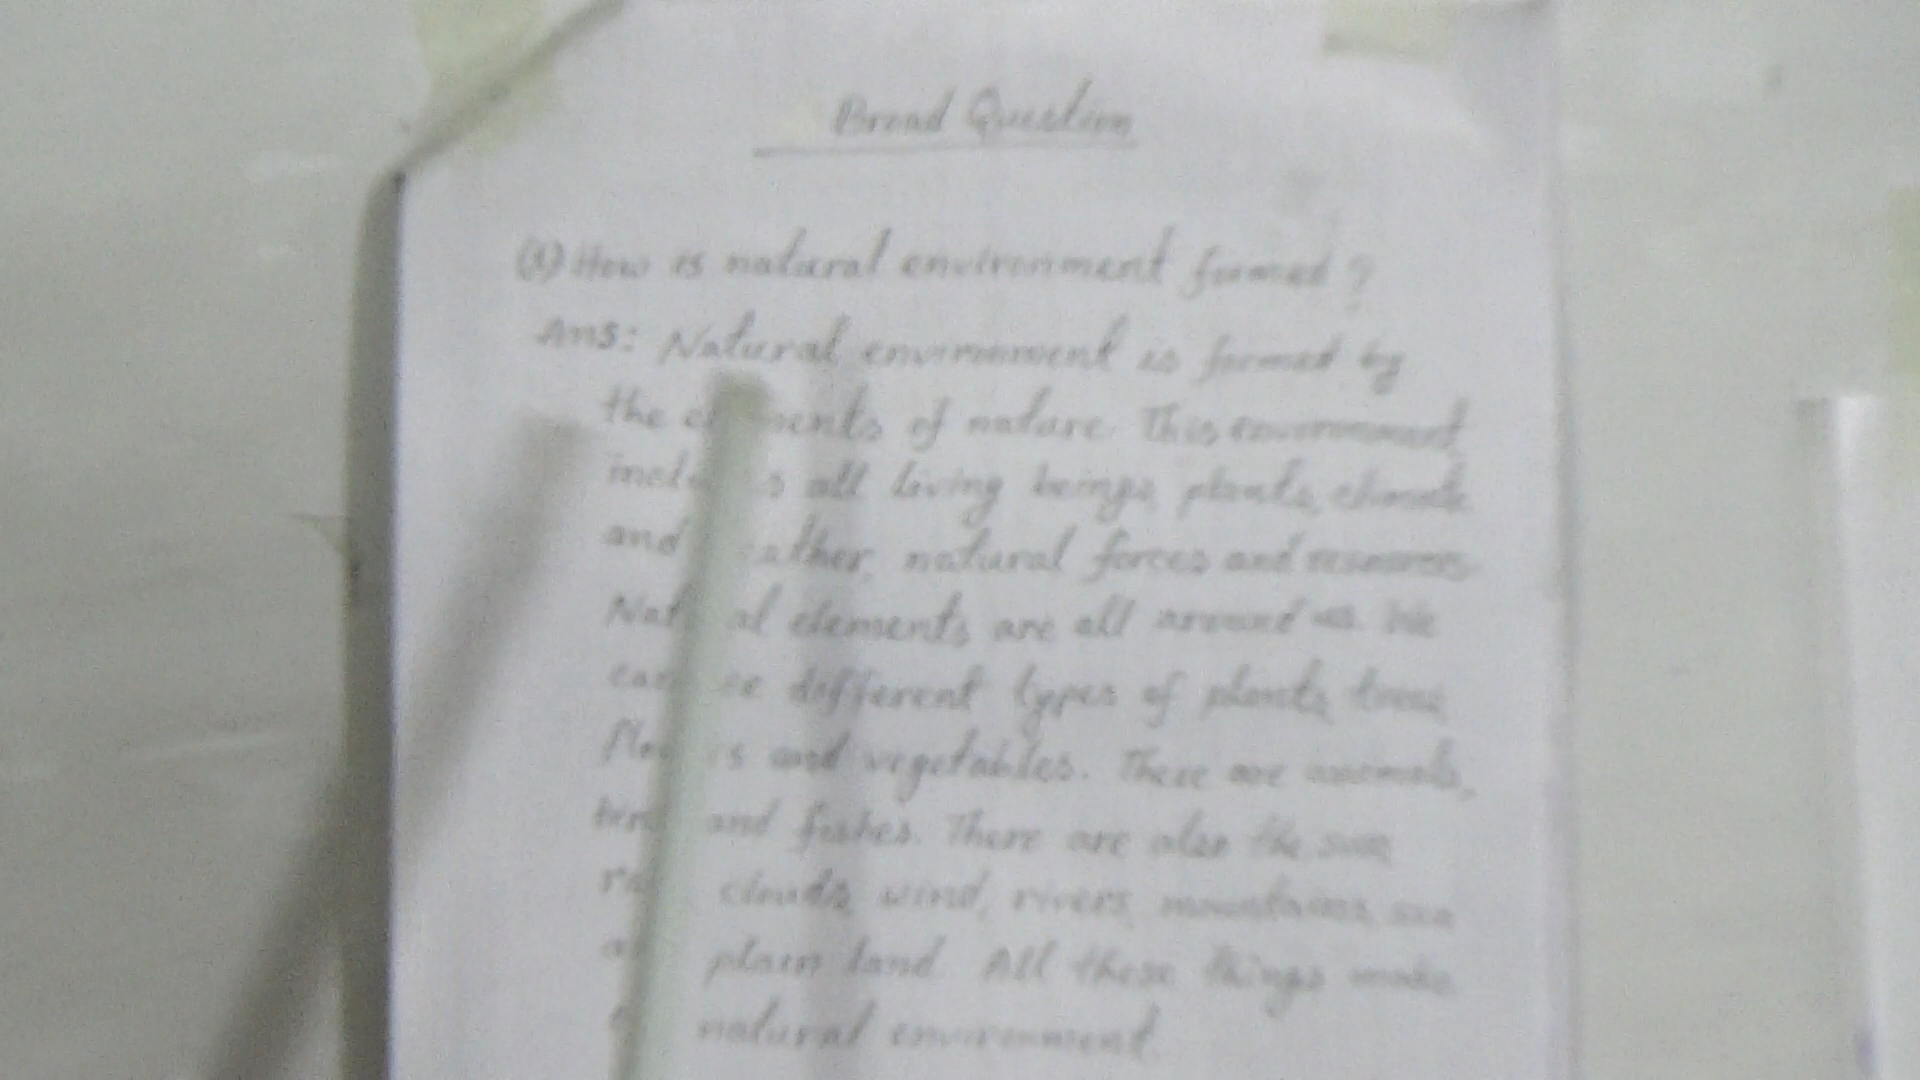 Broad Question
(1) How is natural environment formed?
Ans: Natural environment is formed by
the of nature. This environment
all living beings, plants, climate
and natural forces and resources.
elements are all around us. We
different types of plants, trees,
and vegetables. There are animals,
and fishes. There are also the sun,
clouds, wind, rivers, mountains, sea
plain land. All these things make
natural environment.